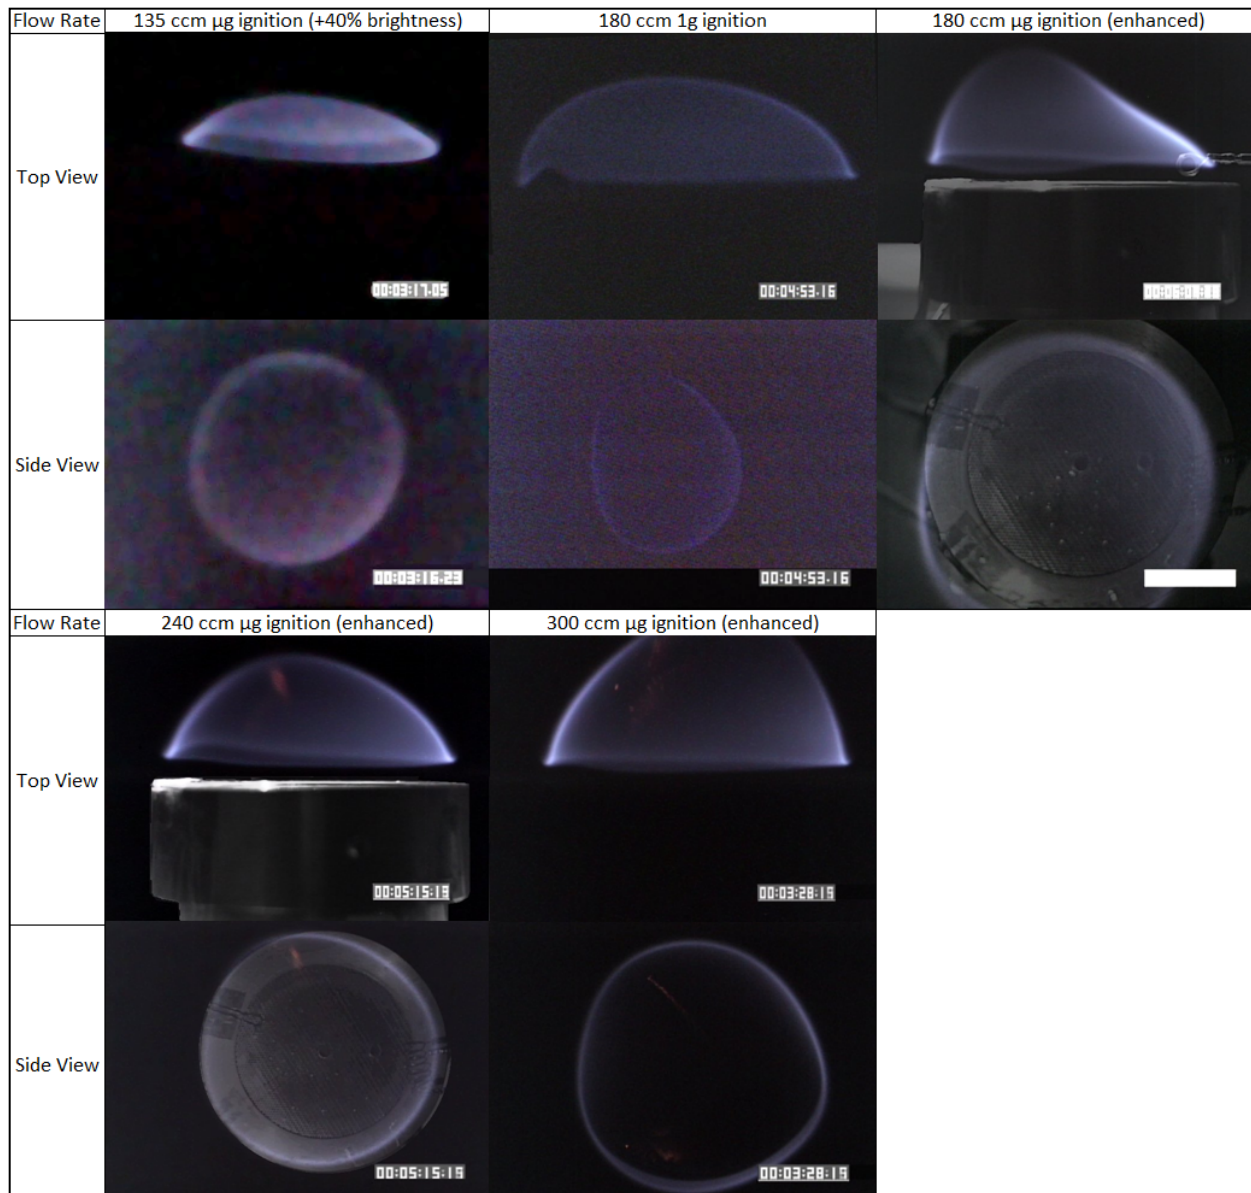 Flow Rate 135 ccm µg ignition (+40% brightness) 180 ccm 1g ignition 180 ccm µg ignition (enhanced)
Top View
00:03:17.05 00:04:53.16
Side View
00:03:16.23 00:04:53.16
Flow Rate 240 ccm µg ignition (enhanced) 300 ccm µg ignition (enhanced)
Top View
00:05:15:19 00:03:28:19
Side View
00:05:15:19 00:03:28:19